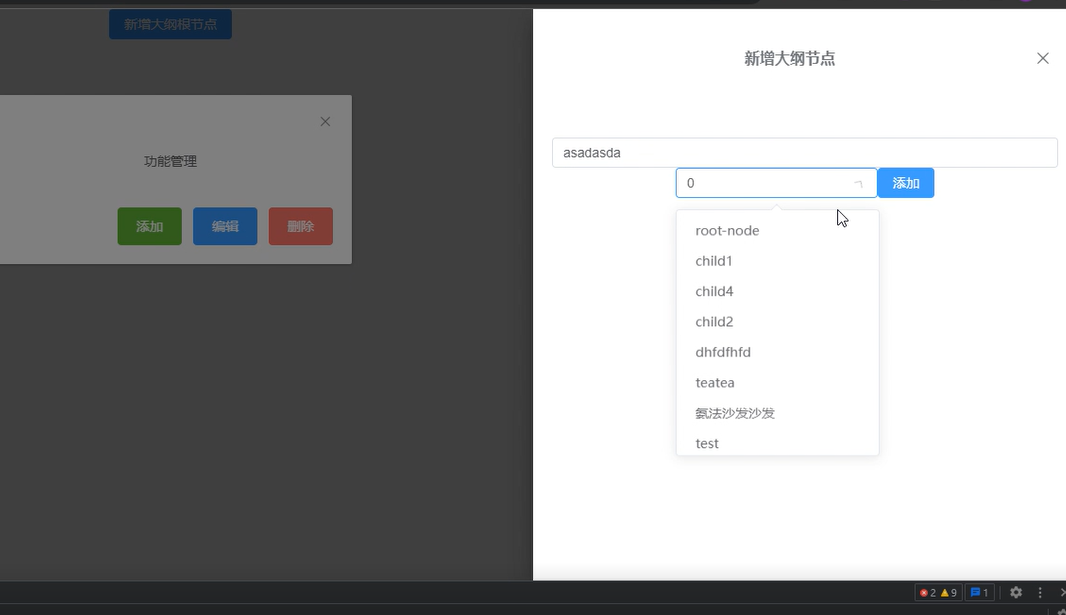 新增大纲根节点
功能管理
添加
编辑
删除
新增大纲节点
asadasda
0
添加
root-node
child1
child4
child2
dhfdfhfd
teatea
氨法沙发沙发
test
2
9
1